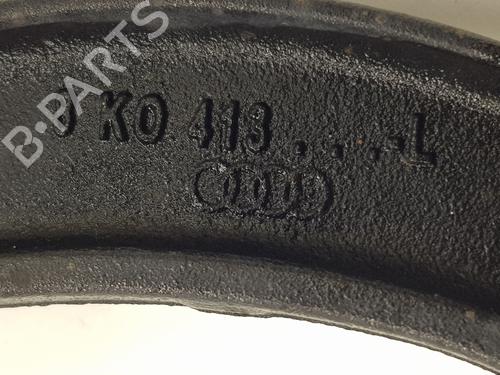 B-PARTS
J K0 413 . . . -L